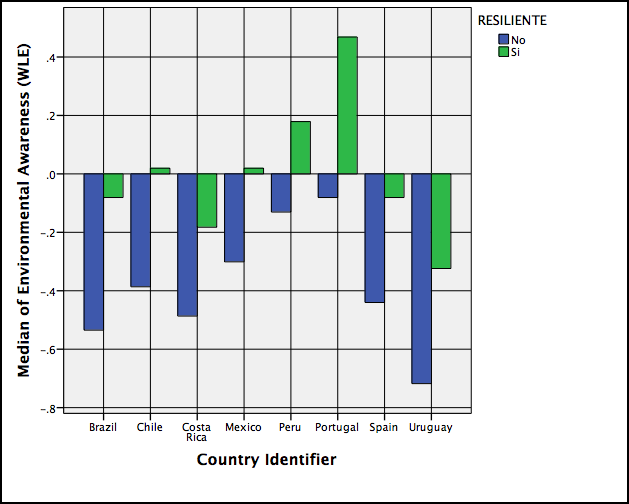 RESILIENTE
No
Si
Median of Environmental Awareness (WLE)
.4
.2
.0
-.2
-.4
-.6
-.8
Brazil
Chile
Costa
Rica
Mexico
Peru
Portugal
Spain
Uruguay
Country Identifier